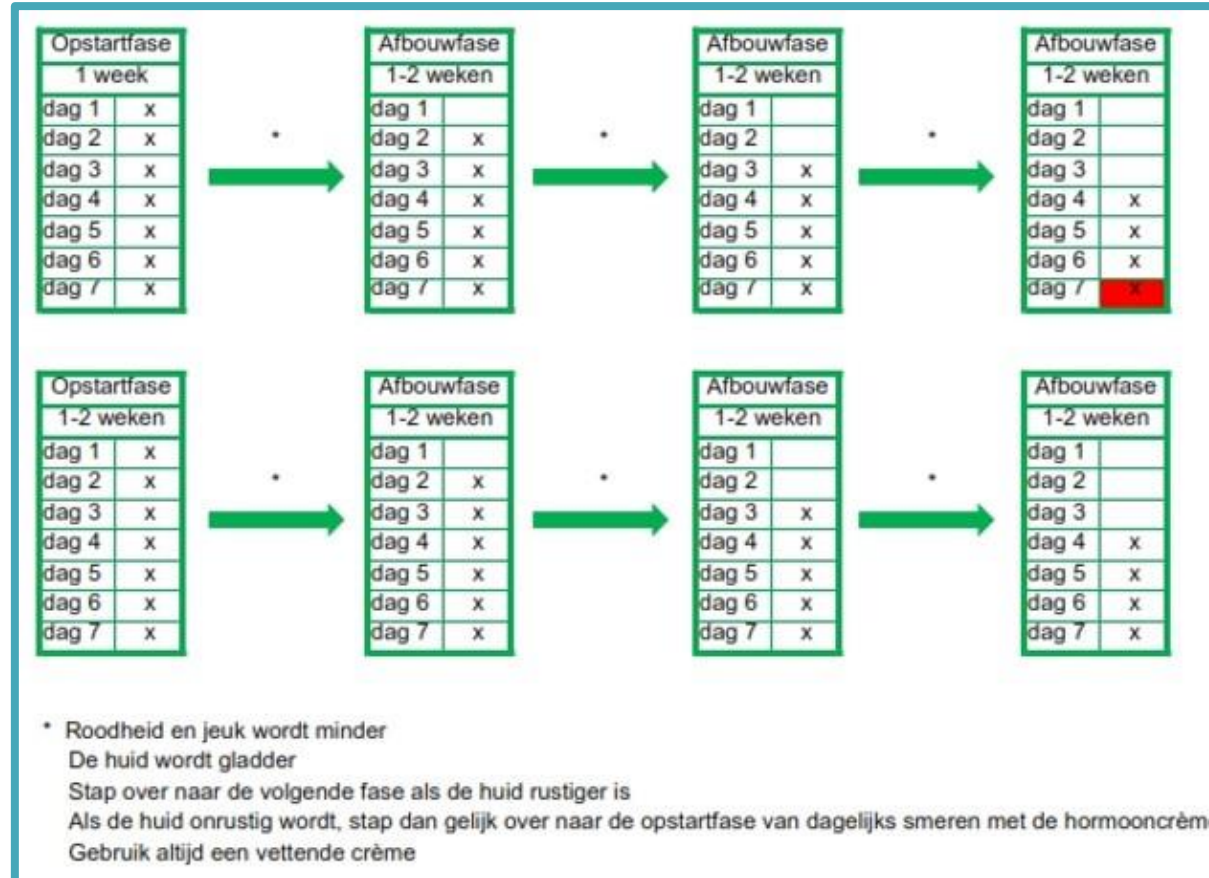 Opstartfase
1 week
dag 1 x
dag 2 x
dag 3 x
dag 4 x
dag 5 x
dag 6 x
dag 7 x
*
Afbouwfase
1-2 weken
dag 1
dag 2 x
dag 3 x
dag 4 x
dag 5 x
dag 6 x
dag 7 x
*
Afbouwfase
1-2 weken
dag 1
dag 2
dag 3 x
dag 4 x
dag 5 x
dag 6 x
dag 7 x
*
Afbouwfase
1-2 weken
dag 1
dag 2
dag 3
dag 4 x
dag 5 x
dag 6 x
dag 7 x
Opstartfase
1-2 weken
dag 1 x
dag 2 x
dag 3 x
dag 4 x
dag 5 x
dag 6 x
dag 7 x
*
Afbouwfase
1-2 weken
dag 1
dag 2 x
dag 3 x
dag 4 x
dag 5 x
dag 6 x
dag 7 x
*
Afbouwfase
1-2 weken
dag 1
dag 2
dag 3 x
dag 4 x
dag 5 x
dag 6 x
dag 7 x
*
Afbouwfase
1-2 weken
dag 1
dag 2
dag 3
dag 4 x
dag 5 x
dag 6 x
dag 7 x
* Roodheid en jeuk wordt minder
De huid wordt gladder
Stap over naar de volgende fase als de huid rustiger is
Als de huid onrustig wordt, stap dan gelijk over naar de opstartfase van dagelijks smeren met de hormooncrèm
Gebruik altijd een vettende crème